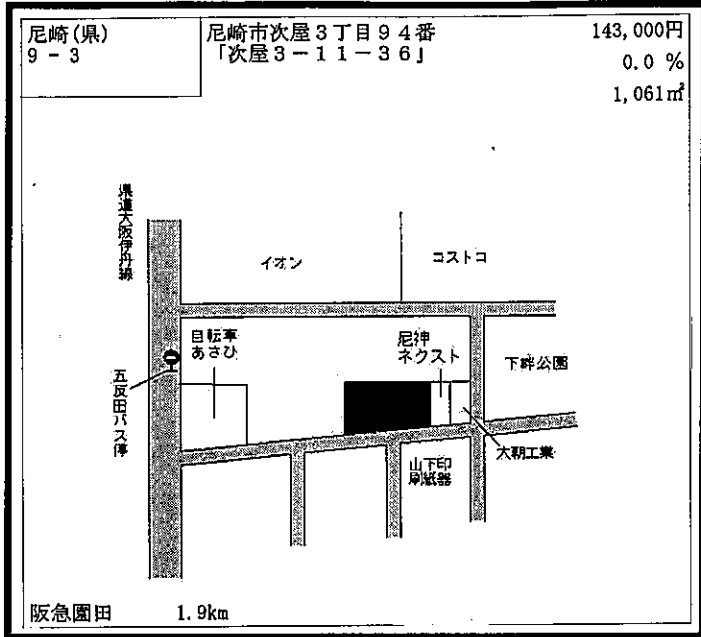 尼崎(県)
9－3
尼崎市次屋３丁目９４番
「次屋３－１１－３６」
143,000円
0.0 %
1,061㎡
県道大阪伊丹線
イオン
コストコ
自転車
あさひ
尼神
ネクスト
下坪公園
五反田バス停
大朝工業
山下印
刷紙器
阪急園田
1.9km